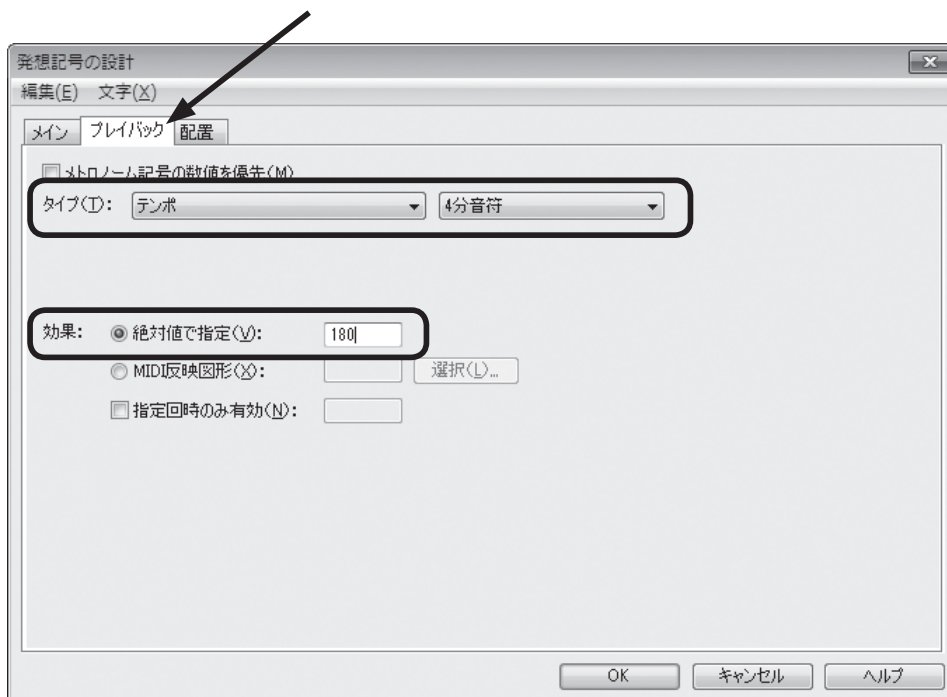 発想記号の設計
編集(E) 文字(X)
メイン プレイバック 配置
メトロノーム記号の数値を優先(M)
タイプ(T): テンポ 4分音符
効果: 絶対値で指定(V): 180
MIDI反映図形(X): 選択(L)...
指定回時のみ有効(N):
OK キャンセル ヘルプ